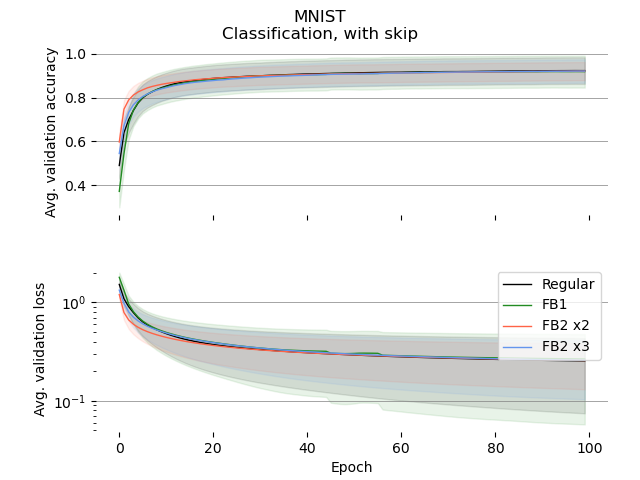 MNIST
Classification, with skip
Avg. validation accuracy
1.0
0.8
0.6
0.4
Avg. validation loss
10⁰
10⁻¹
Regular
FB1
FB2 x2
FB2 x3
0 20 40 60 80 100
Epoch